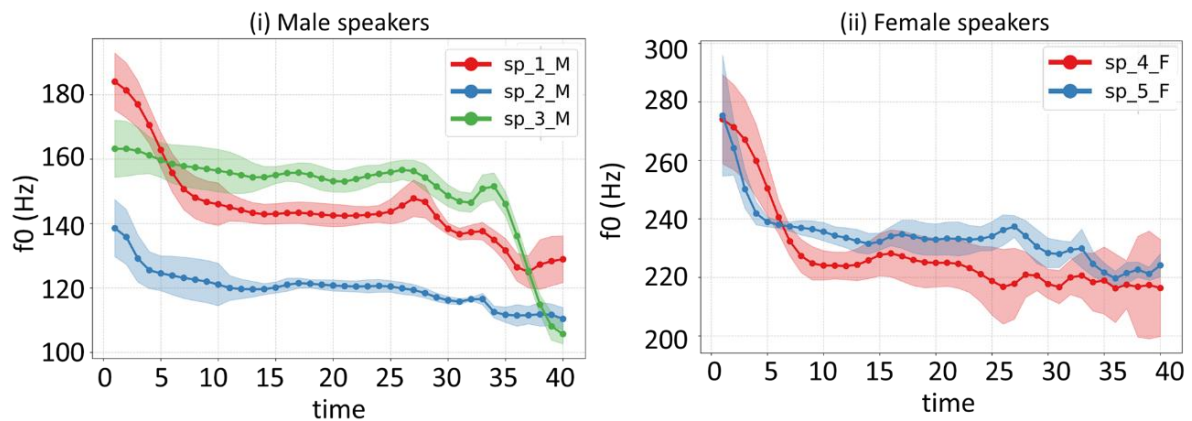 (i) Male speakers
sp_1_M
sp_2_M
sp_3_M
f0 (Hz)
180
160
140
120
100
0 5 10 15 20 25 30 35 40
time
(ii) Female speakers
sp_4_F
sp_5_F
f0 (Hz)
300
280
260
240
220
200
0 5 10 15 20 25 30 35 40
time